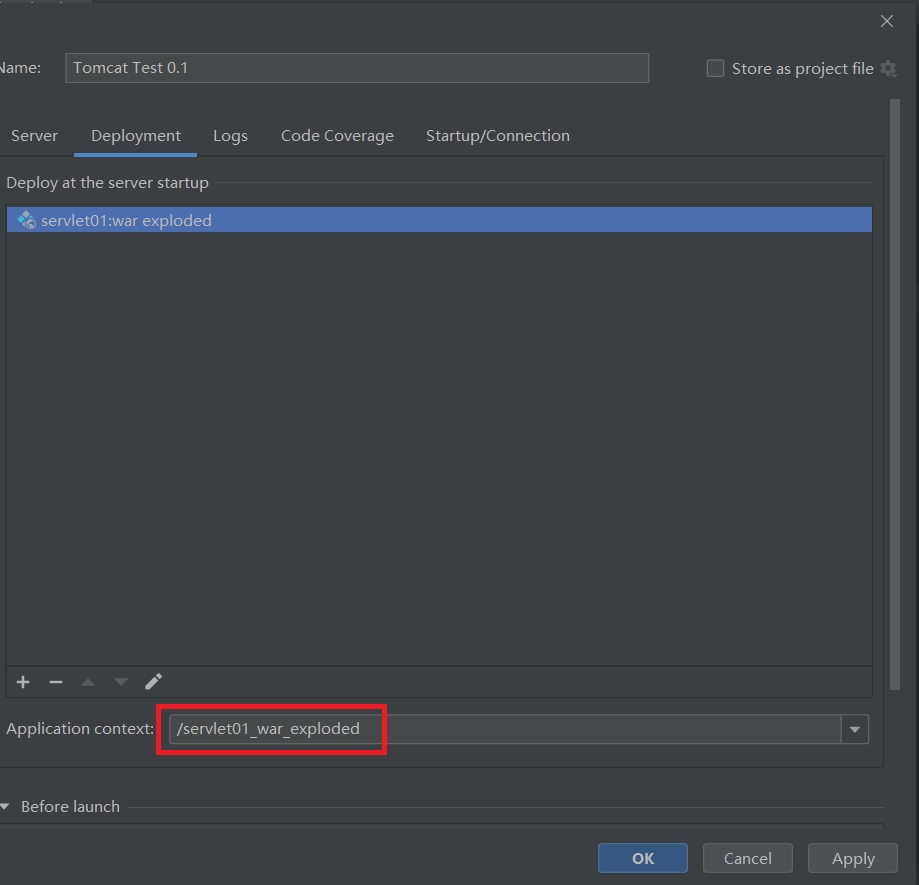 Name: Tomcat Test 0.1 Store as project file
Server Deployment Logs Code Coverage Startup/Connection
Deploy at the server startup
servlet01:war exploded
Application context: /servlet01_war_exploded
Before launch
OK Cancel Apply